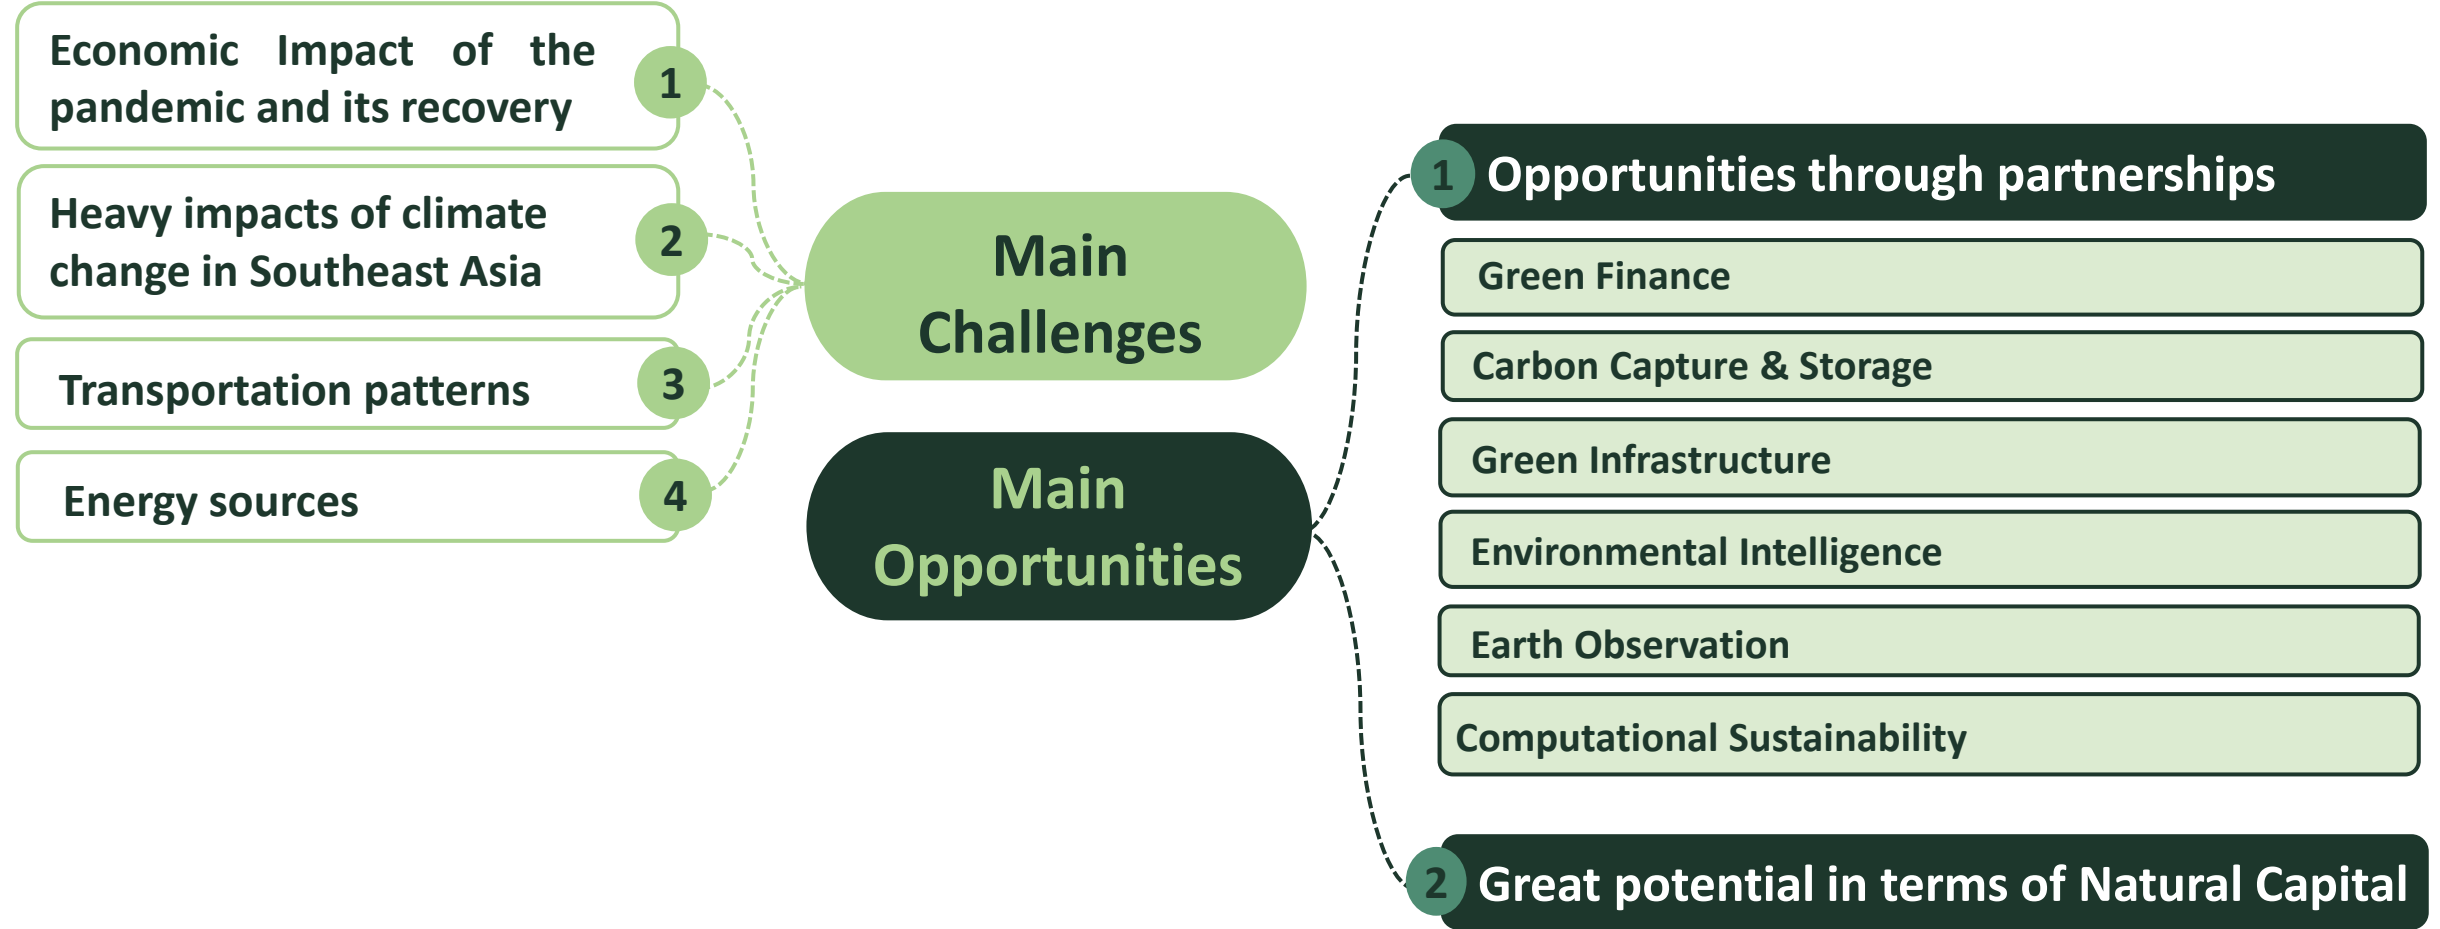 Economic Impact of the
pandemic and its recovery
1
Heavy impacts of climate
change in Southeast Asia
2
Transportation patterns
3
Energy sources
4
Main
Challenges
Main
Opportunities
1
Opportunities through partnerships
Green Finance
Carbon Capture & Storage
Green Infrastructure
Environmental Intelligence
Earth Observation
Computational Sustainability
2
Great potential in terms of Natural Capital